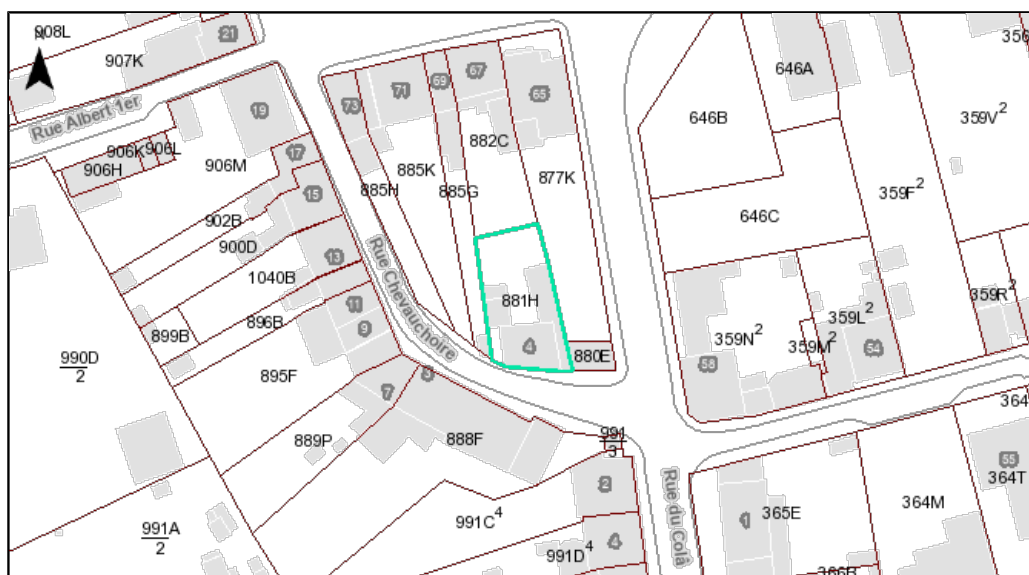 908L
N
907K
21
Rue Albert 1er
906K
906L
906H
906M
19
17
15
902B
900D
13
1040B
11
896B
9
899B
990D
2
895F
7
3
889P
888F
991A
2
73
71
69
67
65
882C
885K
885H
885G
877K
Rue Chevauchoire
881H
4
880E
646A
646B
646C
356
359V²
359F²
359R²
359L²
359N²
359M²
54
58
991
3
2
991C⁴
4
991D⁴
Rue du Colâ
1
365E
366B
364M
364
55
364T